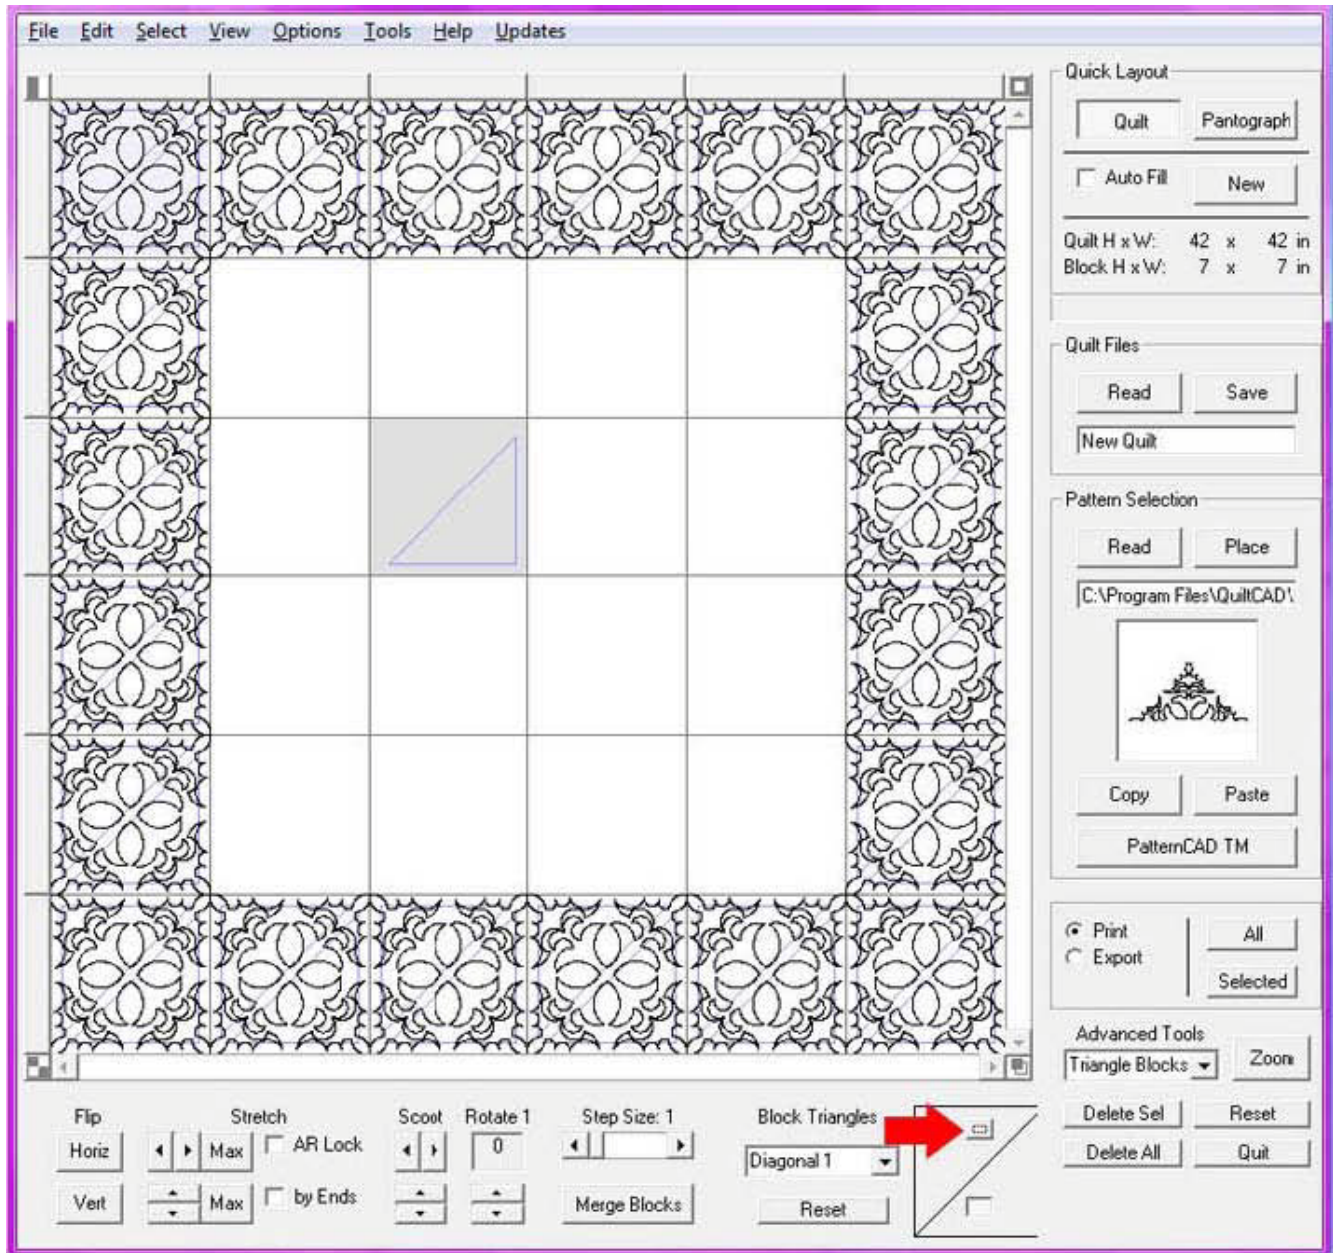 File Edit Select View Options Tools Help Updates
Quick Layout
Quilt Pantograph
Auto Fill New
Quilt H x W: 42 x 42 in
Block H x W: 7 x 7 in
Quilt Files
Read Save
New Quilt
Pattern Selection
Read Place
C:\Program Files\QuiltCAD\.
Copy Paste
PatternCAD TM
Print All
Export
Selected
Advanced Tools
Triangle Blocks Zoom
Flip Stretch Scoot Rotate 1 Step Size: 1 Block Triangles Delete Sel Reset
Horiz Max AR Lock 0 Diagonal 1 Delete All Quit
Vert Max by Ends Merge Blocks Reset